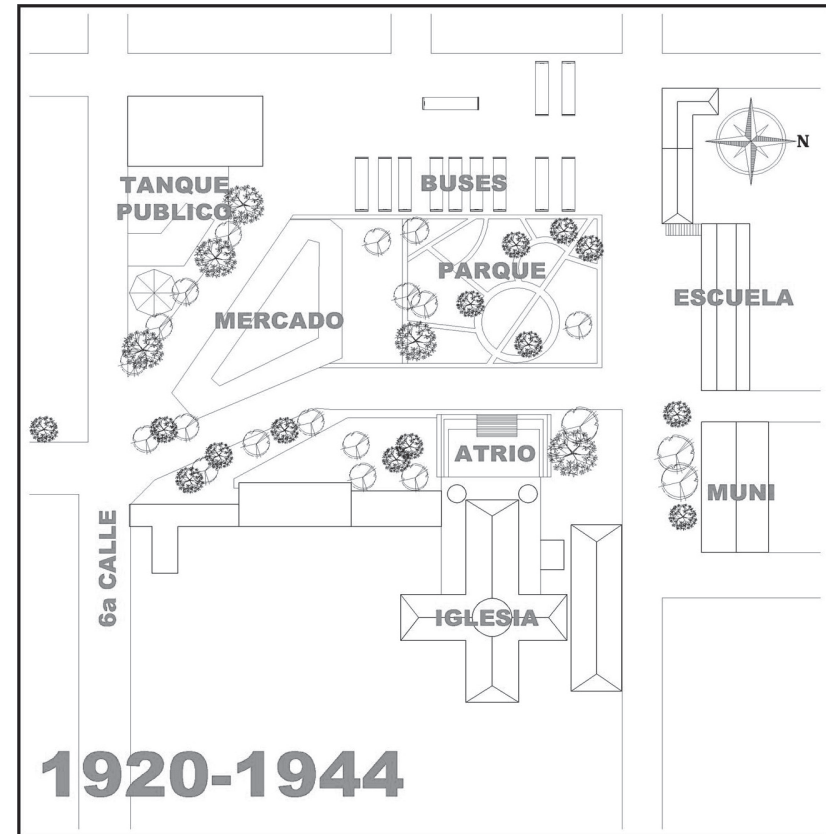 N
TANQUE
PUBLICO
BUSES
PARQUE
ESCUELA
MERCADO
ATRIO
MUNI
6a CALLE
IGLESIA
1920-1944